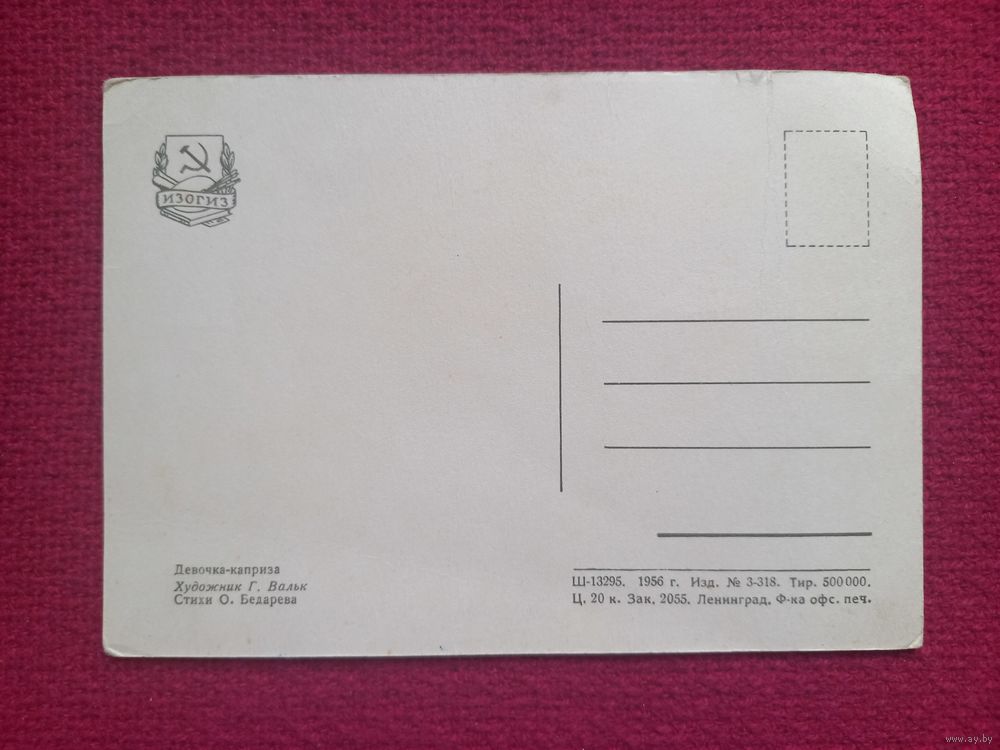 ИЗОГИЗ
Девочка-каприза
Художник Г. Вальк
Стихи О. Бедарева
Ш-13295. 1956 г. Изд. № 3-318. Тир. 500 000.
Ц. 20 к. Зак. 2055. Ленинград. Ф-ка офс. печ.
www.ay.by